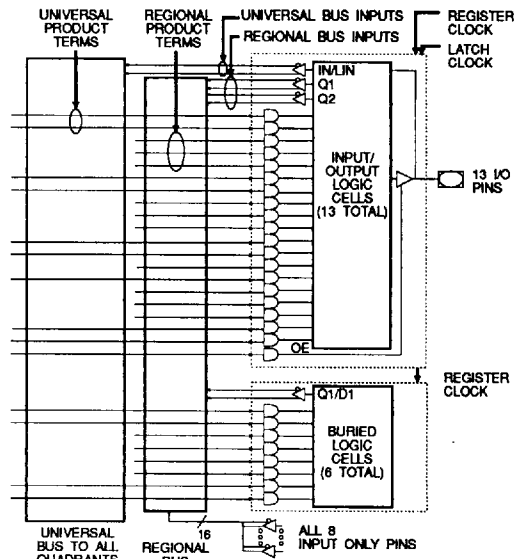 UNIVERSAL PRODUCT TERMS
REGIONAL PRODUCT TERMS
UNIVERSAL BUS INPUTS
REGIONAL BUS INPUTS
REGISTER CLOCK
LATCH CLOCK
IN/LIN
Q1
Q2
INPUT/ OUTPUT LOGIC CELLS (13 TOTAL)
13 I/O PINS
OE
REGISTER CLOCK
Q1/D1
BURIED LOGIC CELLS (6 TOTAL)
16
ALL 8 INPUT ONLY PINS
UNIVERSAL BUS TO ALL QUADRANTS
REGIONAL BUS